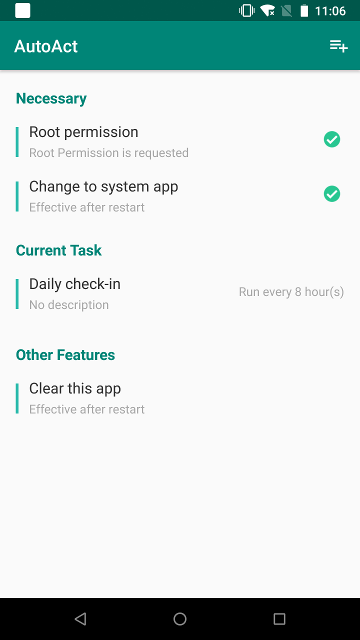 11:06
AutoAct
Necessary
Root permission
Root Permission is requested
Change to system app
Effective after restart
Current Task
Daily check-in
Run every 8 hour(s)
No description
Other Features
Clear this app
Effective after restart